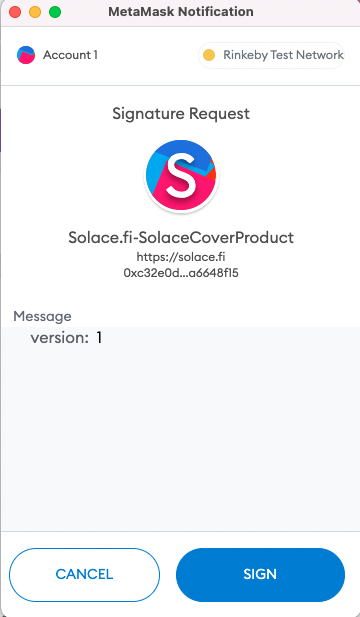 MetaMask Notification
Account 1
Rinkeby Test Network
Signature Request
S
Solace.fi-SolaceCoverProduct
https://solace.fi
0xc32e0d...a6648f15
Message
version: 1
CANCEL
SIGN